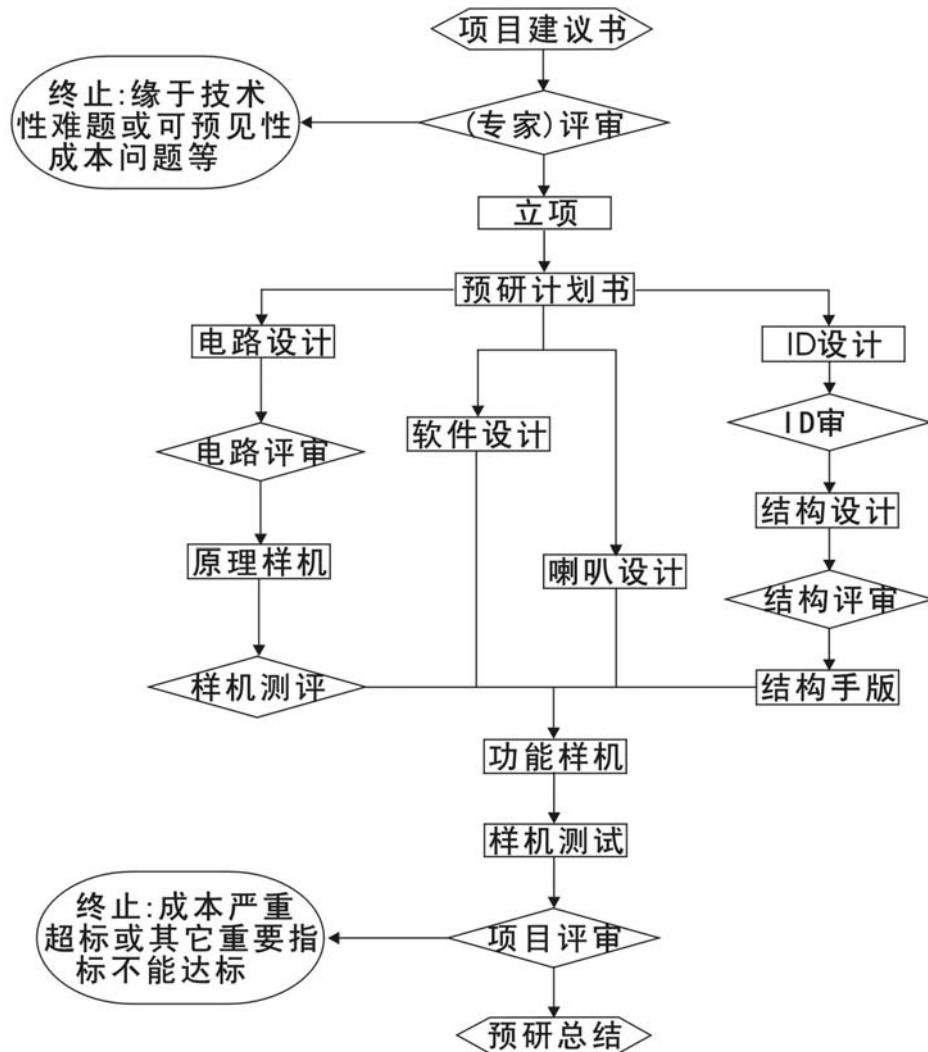 项目建议书
终止:缘于技术
性难题或可预见性
成本问题等
(专家)评审
立项
预研计划书
电路设计
ID设计
软件设计
ID审
电路评审
结构设计
原理样机
喇叭设计
结构评审
样机测评
结构手版
功能样机
样机测试
终止:成本严重
超标或其它重要指
标不能达标
项目评审
预研总结